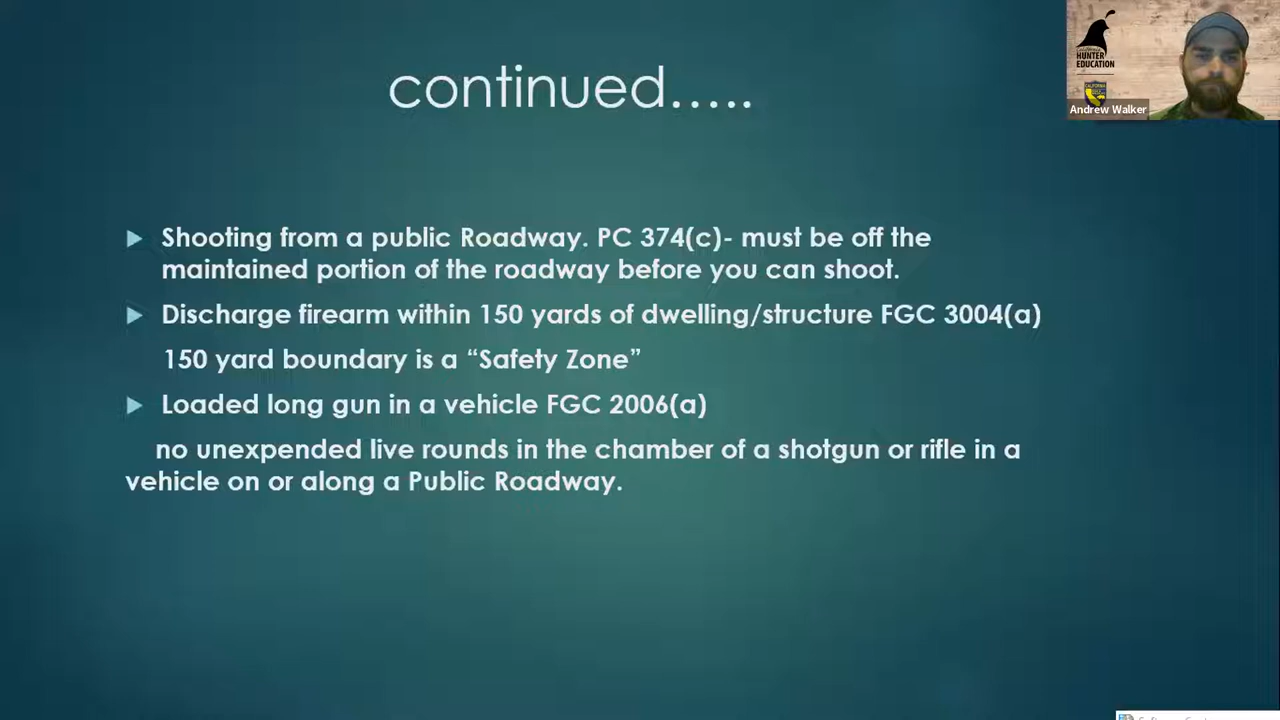 continued.....
HUNTER
EDUCATION
Andrew Walker
Shooting from a public Roadway. PC 374(c)- must be off the
maintained portion of the roadway before you can shoot.
Discharge firearm within 150 yards of dwelling/structure FGC 3004(a)
150 yard boundary is a “Safety Zone”
Loaded long gun in a vehicle FGC 2006(a)
no unexpended live rounds in the chamber of a shotgun or rifle in a
vehicle on or along a Public Roadway.